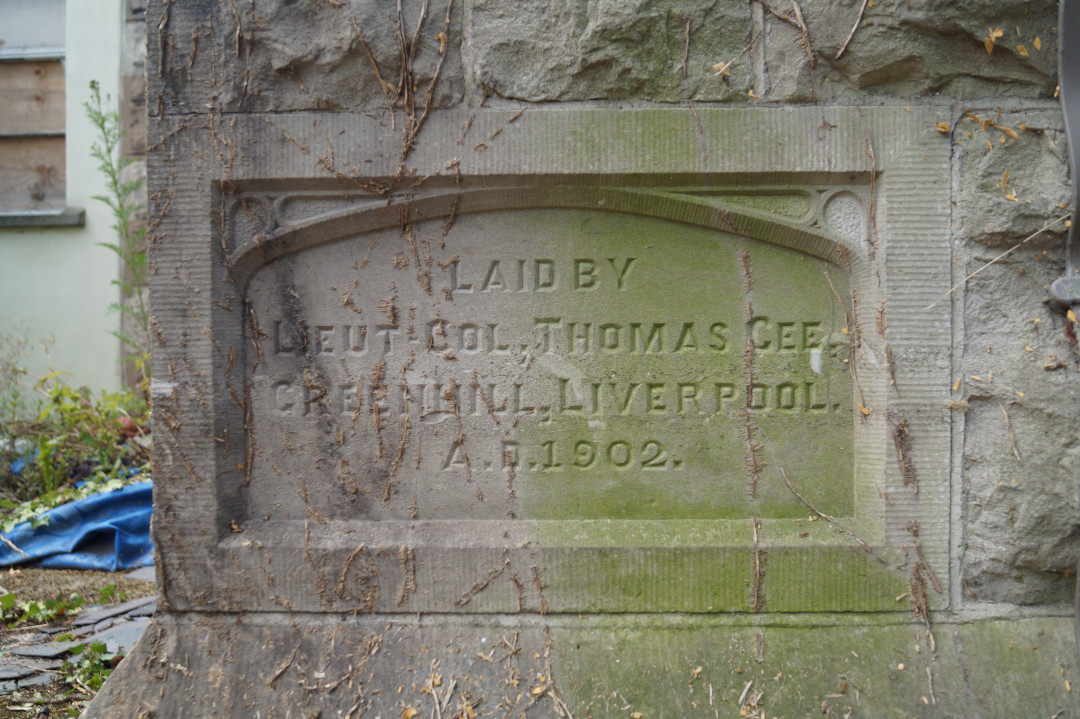 LAID BY
LIEUT-COL. THOMAS GEE,
GREENHILL, LIVERPOOL.
A.D. 1902.